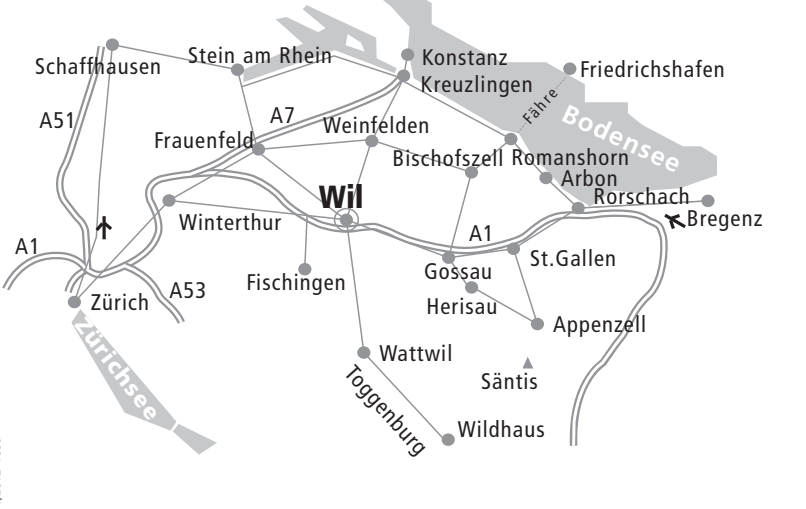 Konstanz
Stein am Rhein
Schaffhausen
Friedrichshafen
Kreuzlingen
Fähre
A51
A7
Weinfelden
Bodensee
Frauenfeld
Bischofszell
Romanshorn
Arbon
Wil
Rorschach
Winterthur
Bregenz
A1
A1
St.Gallen
Gossau
Fischingen
A53
Zürich
Herisau
Appenzell
Zürichsee
Wattwil
Säntis
Toggenburg
Wildhaus